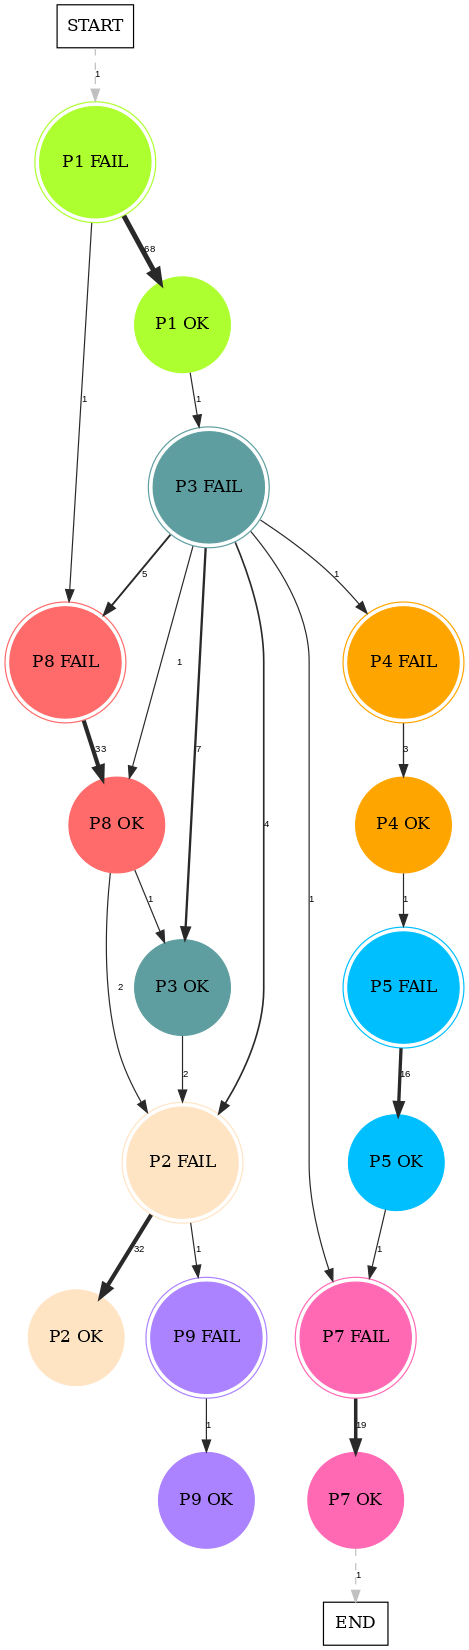 START
1
P1 FAIL
68
P1 OK
1
1
P3 FAIL
5
1
1
7
4
1
P8 FAIL
P4 FAIL
33
3
P8 OK
P4 OK
1
1
2
P3 OK
P5 FAIL
2
16
P2 FAIL
P5 OK
32
1
1
P2 OK
P9 FAIL
P7 FAIL
1
19
P9 OK
P7 OK
1
END